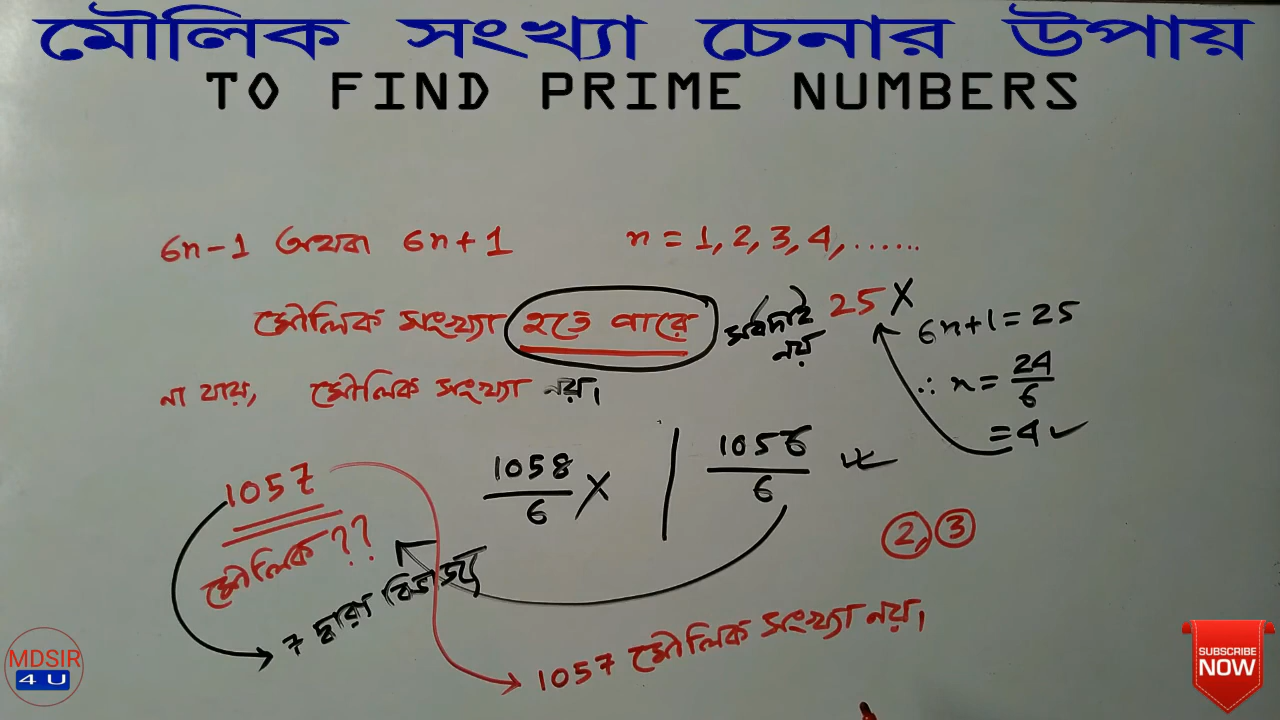 মৌলিক সংখ্যা চেনার উপায়
TO FIND PRIME NUMBERS
6n-1 অথবা 6n+1 n = 1, 2, 3, 4, ......
মৌলিক সংখ্যা হতে পারে সবদাই নয় 25 X
6n+1 = 25
∴ n = 24/6
= 4 ✓
না যায়, মৌলিক সংখ্যা নয়।
1057
মৌলিক ??
1058/6 X | 1056/6 ✓
2, 3
7 দ্বারা বিভাজ্য
1057 মৌলিক সংখ্যা নয়।
MDSIR
4 U
SUBSCRIBE
NOW